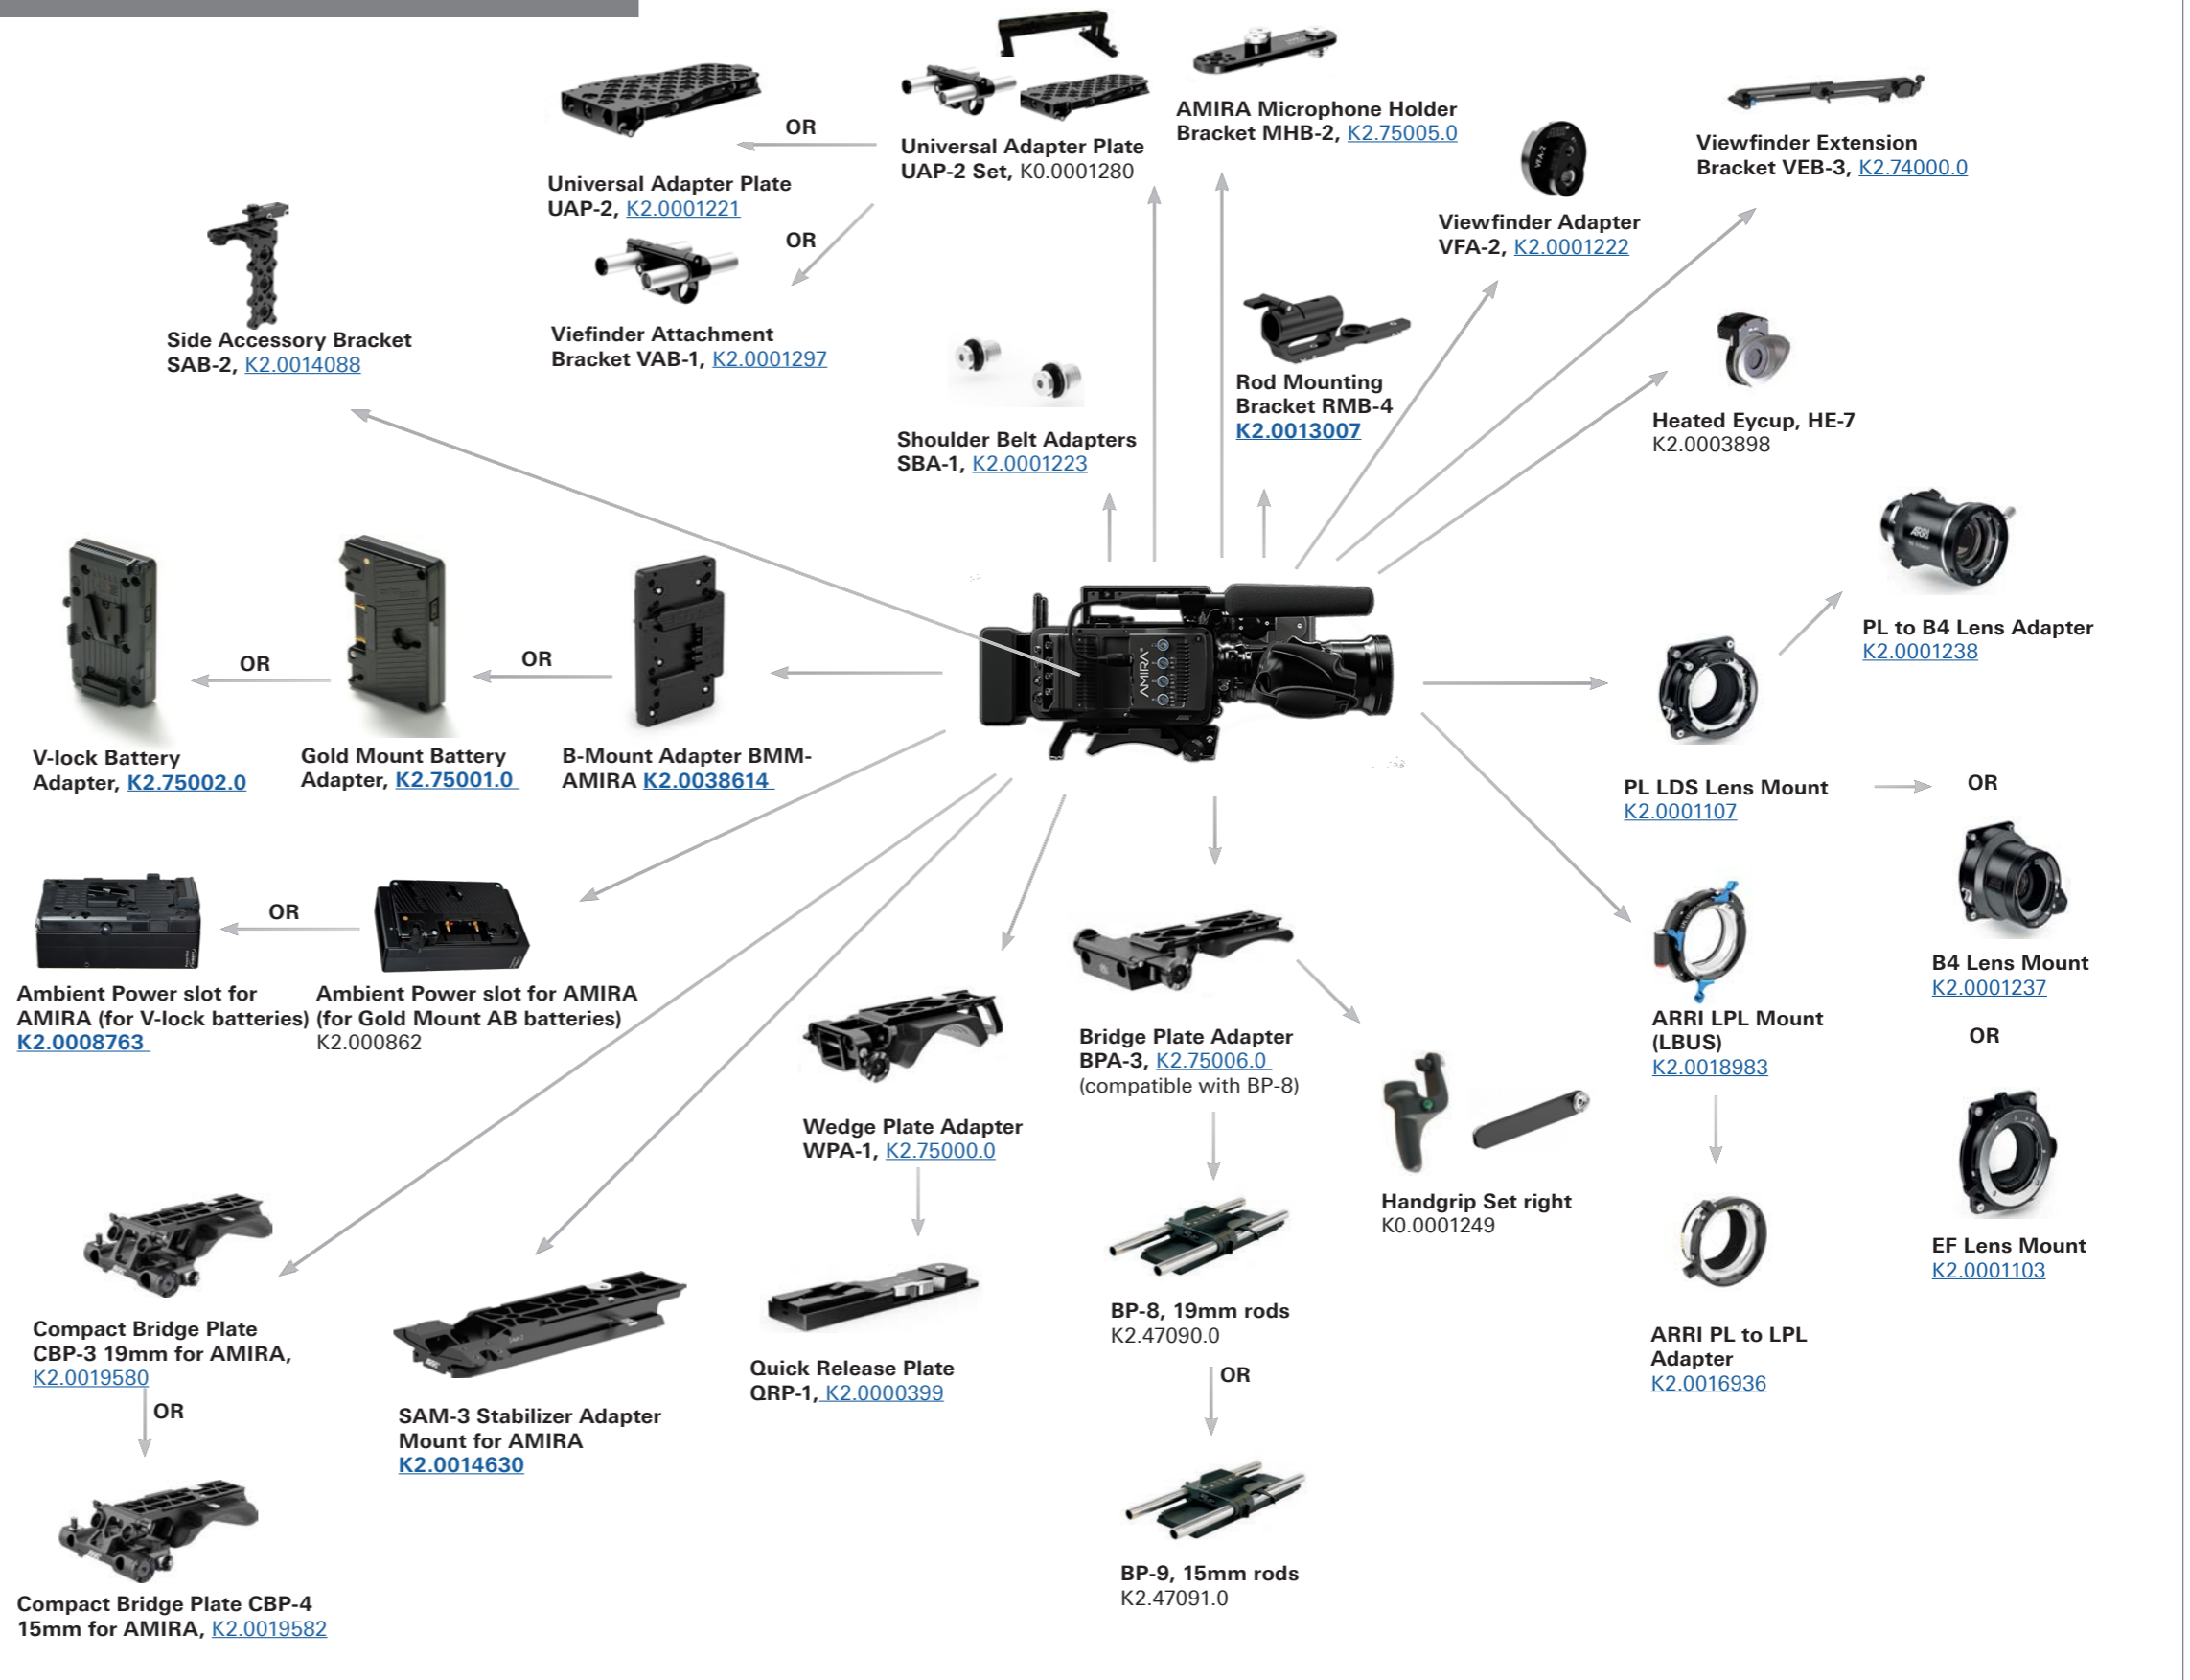 AMIRA Microphone Holder
Bracket MHB-2, K2.75005.0
OR
Universal Adapter Plate
UAP-2 Set, K0.0001280
Viewfinder Extension
Bracket VEB-3, K2.74000.0
VFA-2
Universal Adapter Plate
UAP-2, K2.0001221
Viewfinder Adapter
VFA-2, K2.0001222
OR
Side Accessory Bracket
SAB-2, K2.0014088
Viefinder Attachment
Bracket VAB-1, K2.0001297
Rod Mounting
Bracket RMB-4
K2.0013007
Heated Eycup, HE-7
K2.0003898
Shoulder Belt Adapters
SBA-1, K2.0001223
ARRI
PL to B4 Lens Adapter
K2.0001238
OR
OR
AMIRA
V-lock Battery
Adapter, K2.75002.0
Gold Mount Battery
Adapter, K2.75001.0
B-Mount Adapter BMM-
AMIRA K2.0038614
PL LDS Lens Mount
K2.0001107
OR
OR
B4 Lens Mount
K2.0001237
Ambient Power slot for
AMIRA (for V-lock batteries)
K2.0008763
Ambient Power slot for AMIRA
(for Gold Mount AB batteries)
K2.000862
ARRI LPL Mount
(LBUS)
K2.0018983
OR
Bridge Plate Adapter
BPA-3, K2.75006.0
(compatible with BP-8)
Wedge Plate Adapter
WPA-1, K2.75000.0
Handgrip Set right
K0.0001249
EF Lens Mount
K2.0001103
Compact Bridge Plate
CBP-3 19mm for AMIRA,
K2.0019580
OR
BP-8, 19mm rods
K2.47090.0
OR
ARRI PL to LPL
Adapter
K2.0016936
Quick Release Plate
QRP-1, K2.0000399
SAM-3 Stabilizer Adapter
Mount for AMIRA
K2.0014630
BP-9, 15mm rods
K2.47091.0
Compact Bridge Plate CBP-4
15mm for AMIRA, K2.0019582